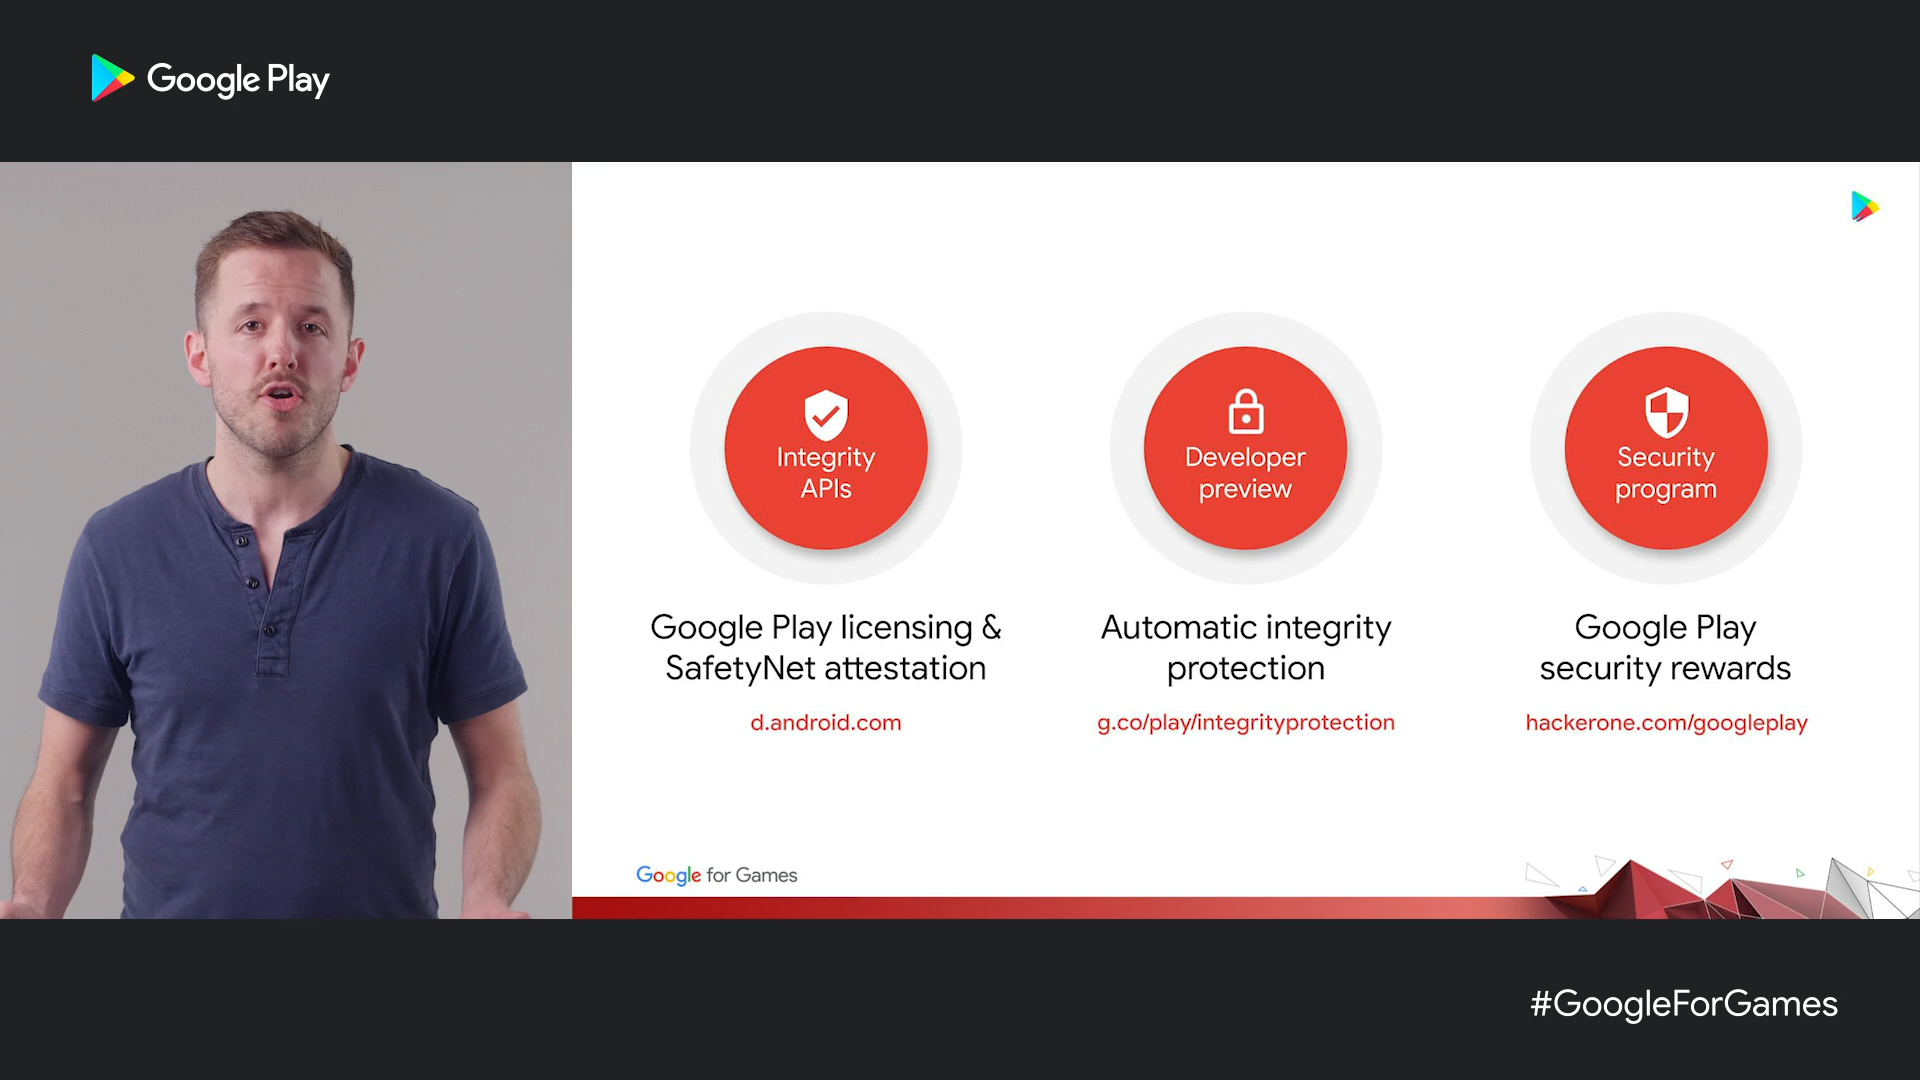 Google Play
Integrity
APIs
Google Play licensing &
SafetyNet attestation
d.android.com
Developer
preview
Automatic integrity
protection
g.co/play/integrityprotection
Security
program
Google Play
security rewards
hackerone.com/googleplay
Google for Games
#GoogleForGames